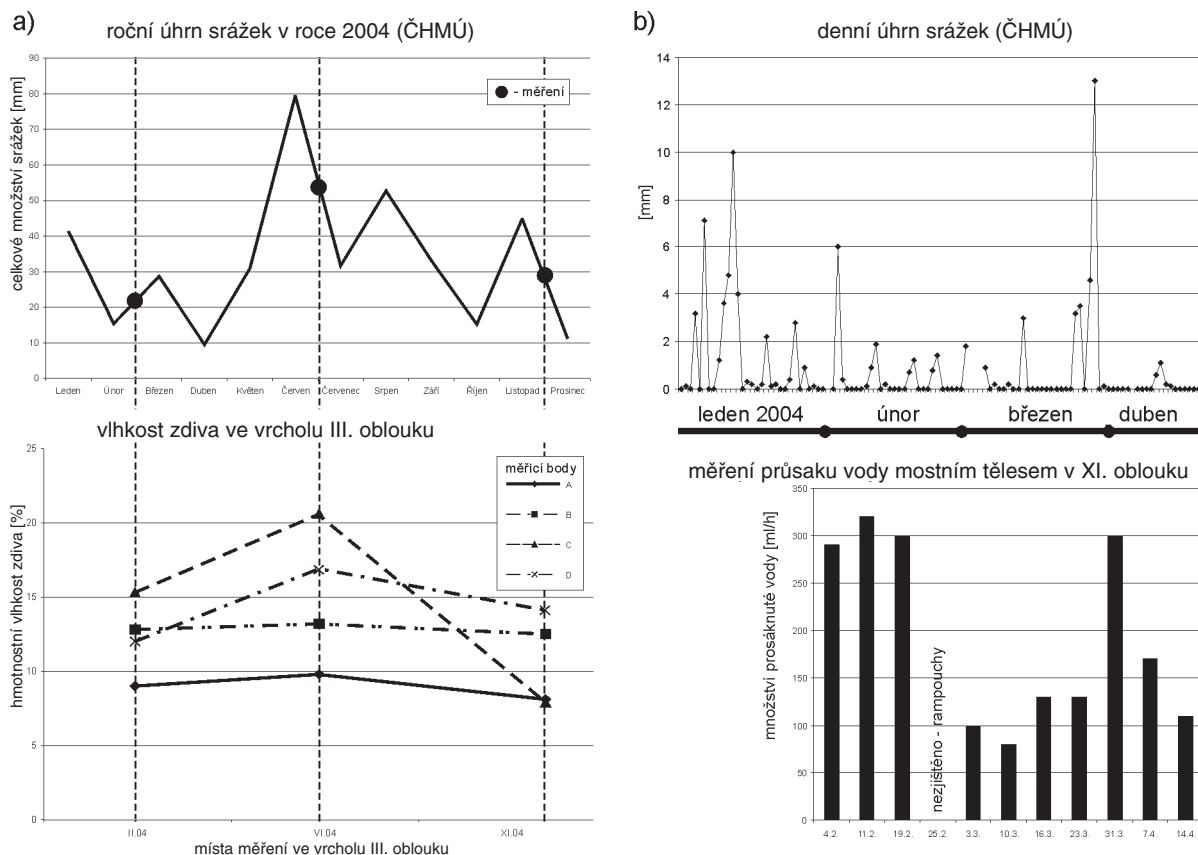 a)
roční úhrn srážek v roce 2004 (ČHMÚ)
celkové množství srážek [mm]
90
80
70
60
50
40
30
20
10
0
- měření
Leden Únor Březen Duben Květen Červen Červenec Srpen Září Říjen Listopad Prosinec
vlhkost zdiva ve vrcholu III. oblouku
hmotnostní vlhkost zdiva [%]
25
20
15
10
5
0
měřicí body
A
B
C
D
II.04 VI.04 XI.04
místa měření ve vrcholu III. oblouku
b)
denní úhrn srážek (ČHMÚ)
[mm]
14
12
10
8
6
4
2
0
leden 2004 únor březen duben
měření průsaku vody mostním tělesem v XI. oblouku
množství prosáknuté vody [ml/h]
350
300
250
200
150
100
50
0
nezjištěno - rampouchy
4.2. 11.2. 19.2. 25.2. 3.3. 10.3. 16.3. 23.3. 31.3. 7.4. 14.4.